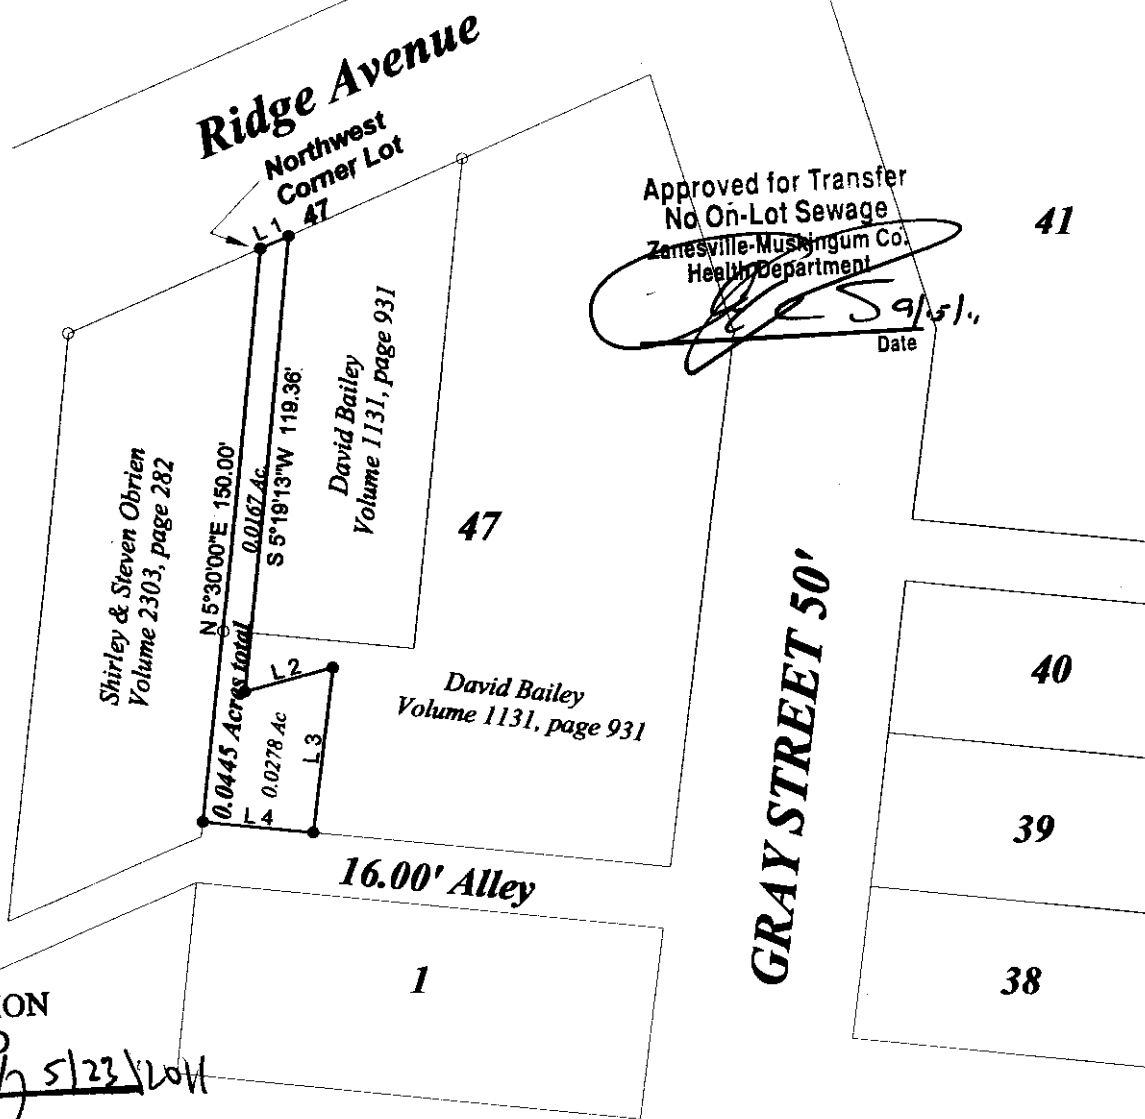 Ridge Avenue
Northwest
Corner Lot
47
L 1
Approved for Transfer
No On-Lot Sewage
Zanesville-Muskingum Co.
Health Department
Date
41
David Bailey
Volume 1131, page 931
Shirley & Steven Obrien
Volume 2303, page 282
N 5°30'00"E 150.00'
0.0167 Ac.
S 5°19'13"W 119.36'
47
GRAY STREET 50'
40
39
38
0.0445 Acres total
L 2
0.0278 Ac
L 3
L 4
David Bailey
Volume 1131, page 931
16.00' Alley
1
ION
5/23/2011